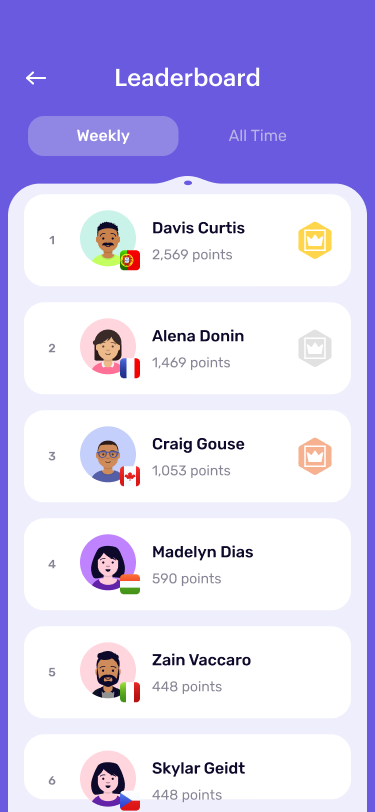 Leaderboard
Weekly
All Time
1
Davis Curtis
2,569 points
2
Alena Donin
1,469 points
3
Craig Gouse
1,053 points
4
Madelyn Dias
590 points
5
Zain Vaccaro
448 points
6
Skylar Geidt
448 points